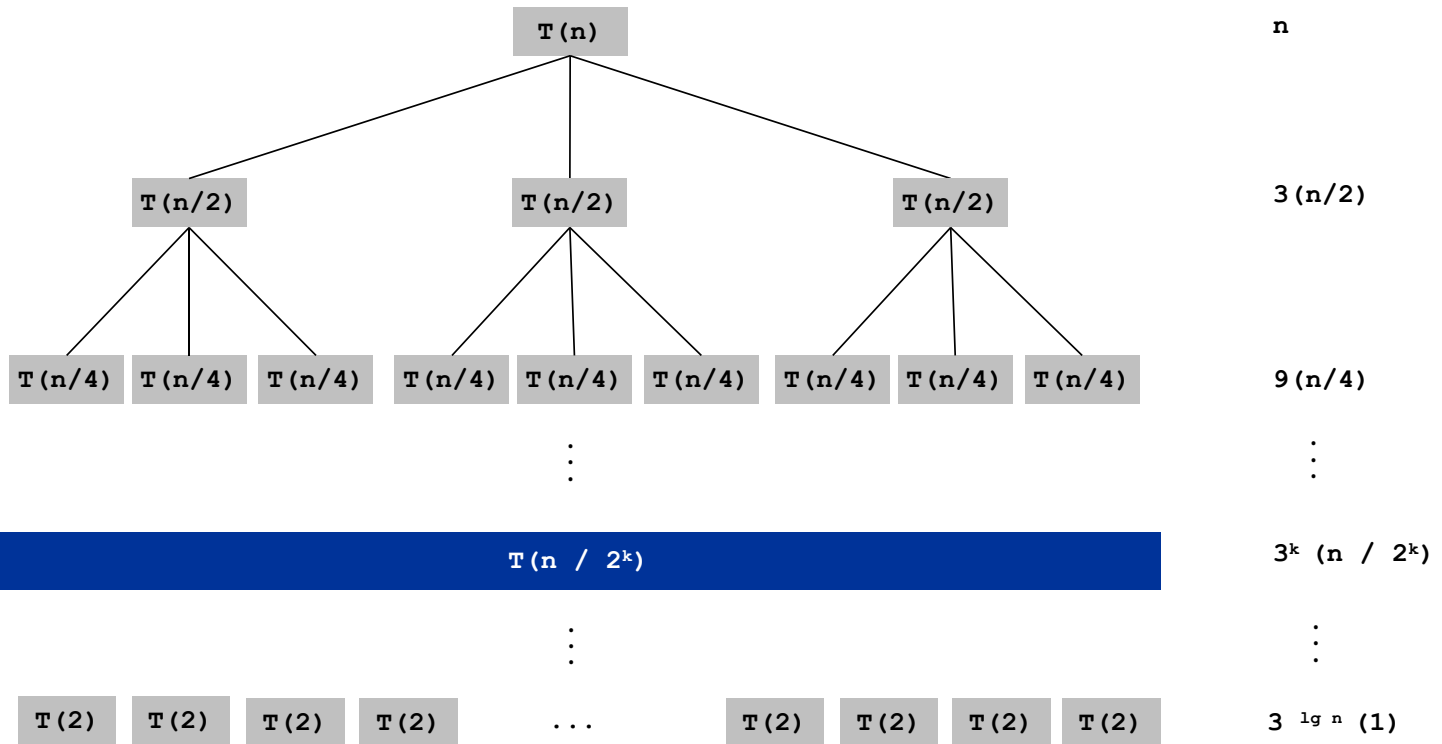 T(n) n
T(n/2) T(n/2) T(n/2) 3(n/2)
T(n/4) T(n/4) T(n/4) T(n/4) T(n/4) T(n/4) T(n/4) T(n/4) T(n/4) 9(n/4)
T(n / 2ᵏ) 3ᵏ (n / 2ᵏ)
T(2) T(2) T(2) T(2) ... T(2) T(2) T(2) T(2) 3 ˡᵍ ⁿ (1)